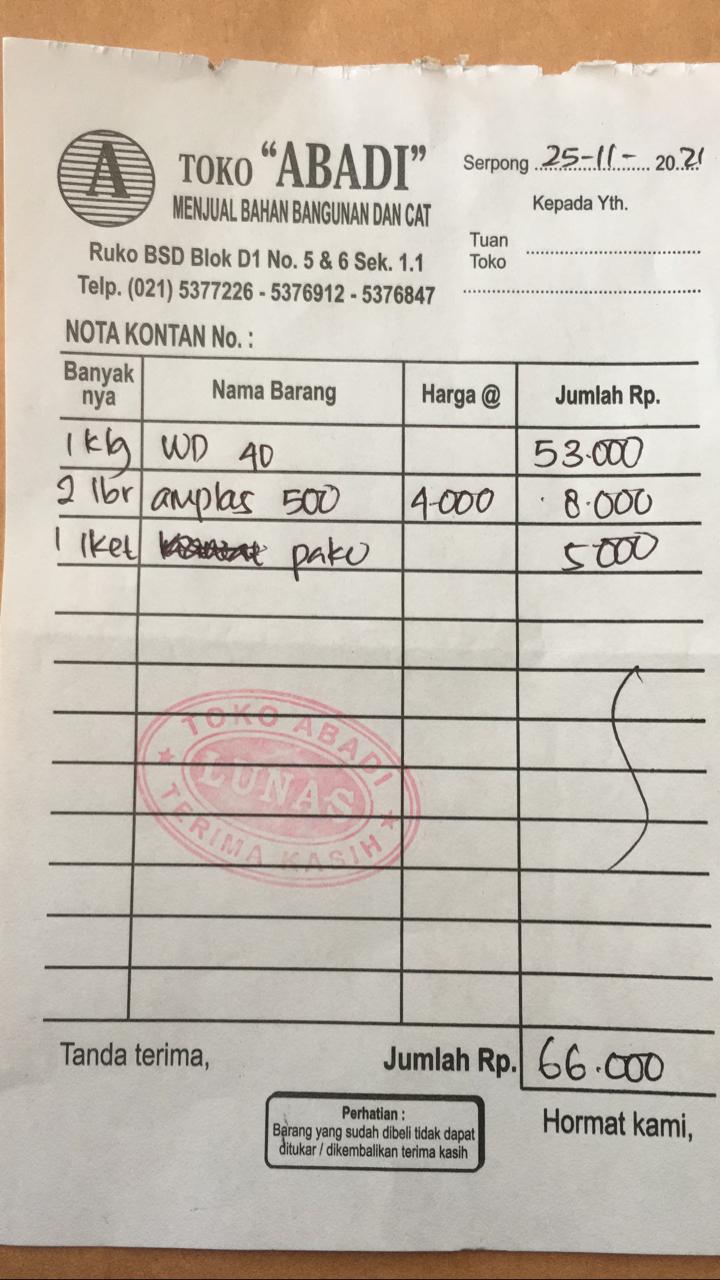 A
TOKO "ABADI"
MENJUAL BAHAN BANGUNAN DAN CAT
Ruko BSD Blok D1 No. 5 & 6 Sek. 1.1
Telp. (021) 5377226 - 5376912 - 5376847
Serpong 25-11- 2021
Kepada Yth.
Tuan
Toko
NOTA KONTAN No. :
Banyak nya Nama Barang Harga @ Jumlah Rp.
1 klg WD 40 53.000
2 lbr amplas 500 4.000 8.000
1 iket paku 5000
TOKO ABADI
LUNAS
TERIMA KASIH
Tanda terima, Jumlah Rp. 66.000
Perhatian :
Barang yang sudah dibeli tidak dapat
ditukar / dikembalikan terima kasih
Hormat kami,